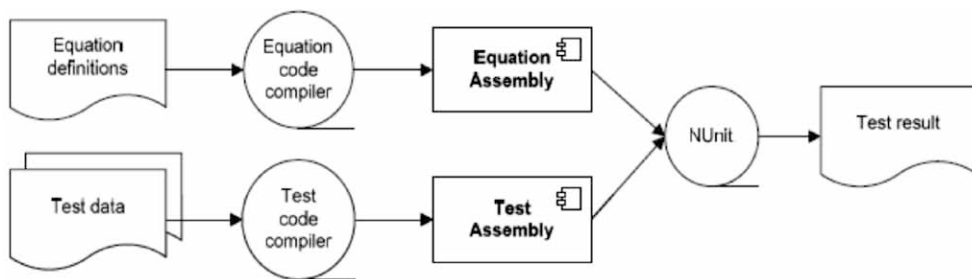 Equation
definitions
Equation
code
compiler
Equation
Assembly
NUnit
Test result
Test data
Test
code
compiler
Test
Assembly